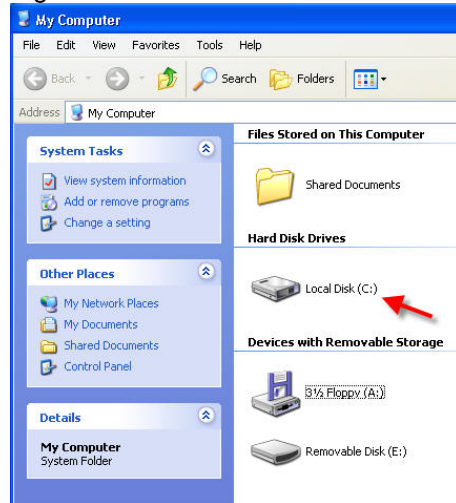 My Computer
File Edit View Favorites Tools Help
Back Search Folders
Address My Computer
System Tasks
View system information
Add or remove programs
Change a setting
Other Places
My Network Places
My Documents
Shared Documents
Control Panel
Details
My Computer
System Folder
Files Stored on This Computer
Shared Documents
Hard Disk Drives
Local Disk (C:)
Devices with Removable Storage
3½ Floppy (A:)
Removable Disk (E:)